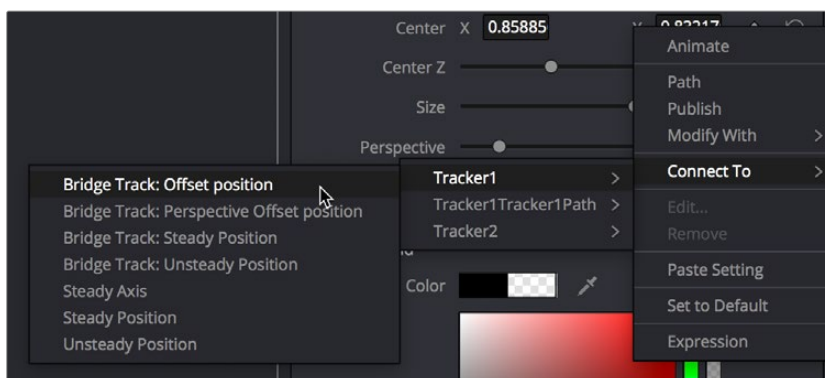 Center X 0.85885 Y 0.83217
Center Z
Size
Perspective
Animate
Path
Publish
Modify With >
Connect To >
Edit...
Remove
Paste Setting
Set to Default
Expression
Tracker1 >
Tracker1Tracker1Path >
Tracker2 >
Bridge Track: Offset position
Bridge Track: Perspective Offset position
Bridge Track: Steady Position
Bridge Track: Unsteady Position
Steady Axis
Steady Position
Unsteady Position
Color